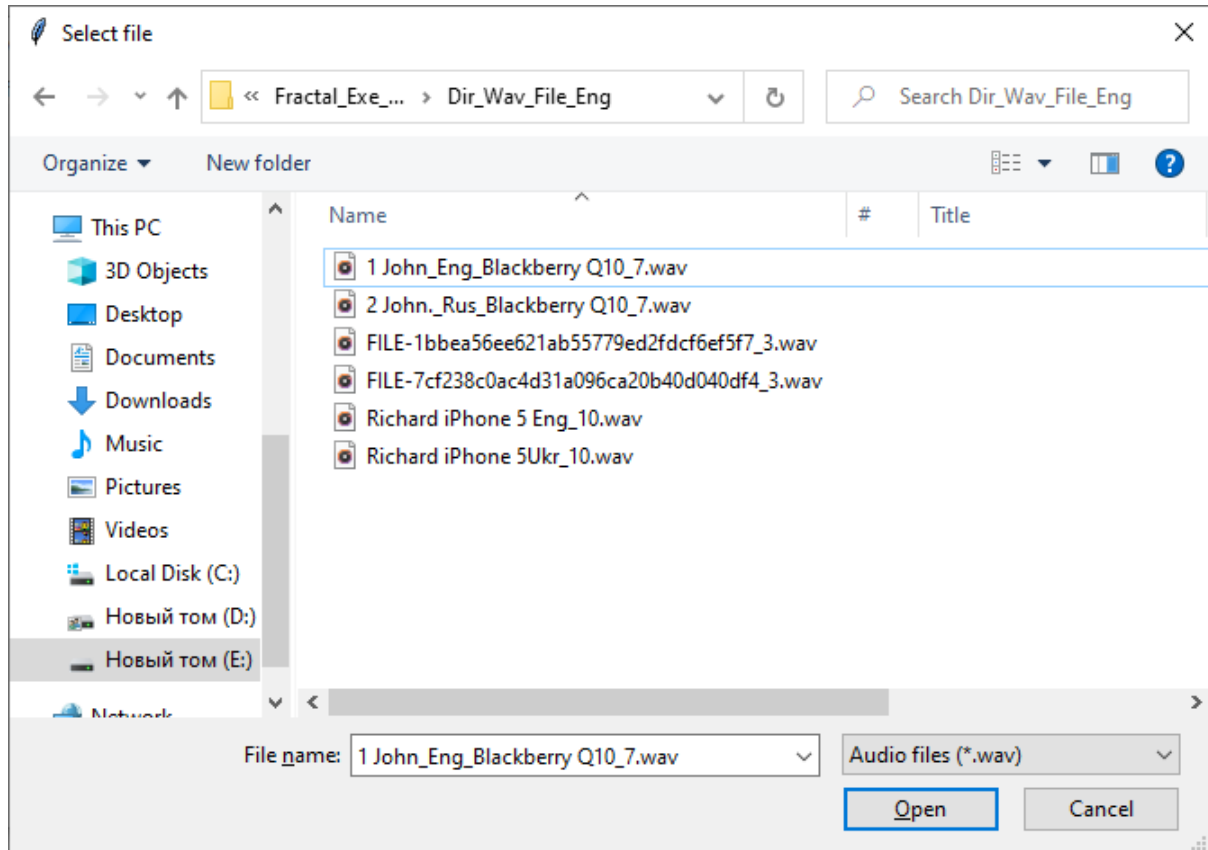 Select file
« Fractal_Exe_... › Dir_Wav_File_Eng
Search Dir_Wav_File_Eng
Organize
New folder
?
This PC
3D Objects
Desktop
Documents
Downloads
Music
Pictures
Videos
Local Disk (C:)
Новый том (D:)
Новый том (E:)
Network
Name # Title
1 John_Eng_Blackberry Q10_7.wav
2 John._Rus_Blackberry Q10_7.wav
FILE-1bbea56ee621ab55779ed2fdcf6ef5f7_3.wav
FILE-7cf238c0ac4d31a096ca20b40d040df4_3.wav
Richard iPhone 5 Eng_10.wav
Richard iPhone 5Ukr_10.wav
File name: 1 John_Eng_Blackberry Q10_7.wav
Audio files (*.wav)
Open
Cancel